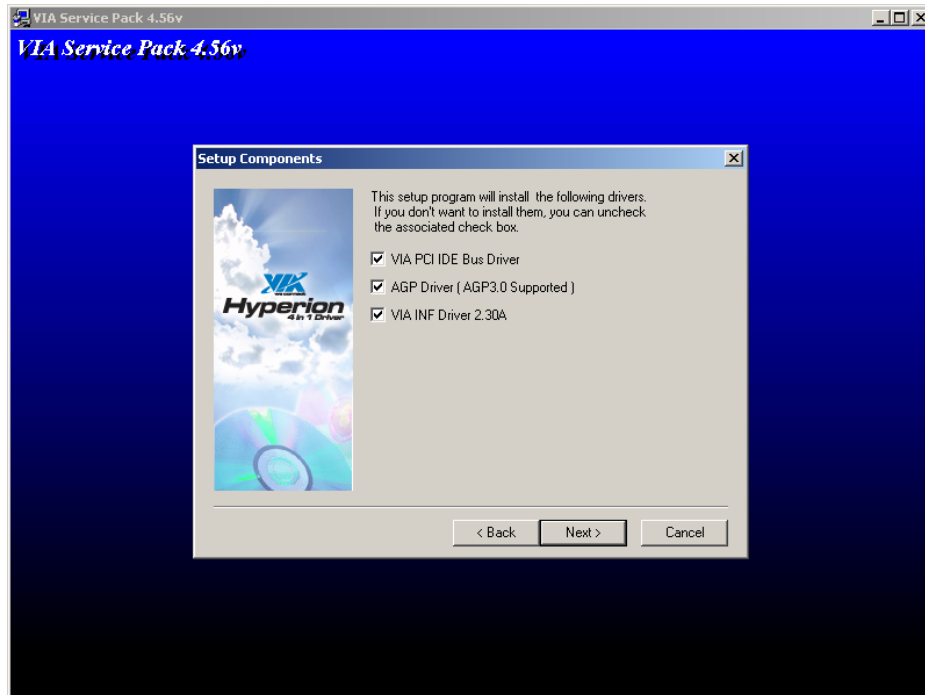 VIA Service Pack 4.56v
VIA Service Pack 4.56v
Setup Components
This setup program will install the following drivers.
If you don't want to install them, you can uncheck
the associated check box.
VIA PCI IDE Bus Driver
AGP Driver ( AGP3.0 Supported )
VIA INF Driver 2.30A
VIA
Hyperion
4 in 1 Driver
< Back
Next >
Cancel